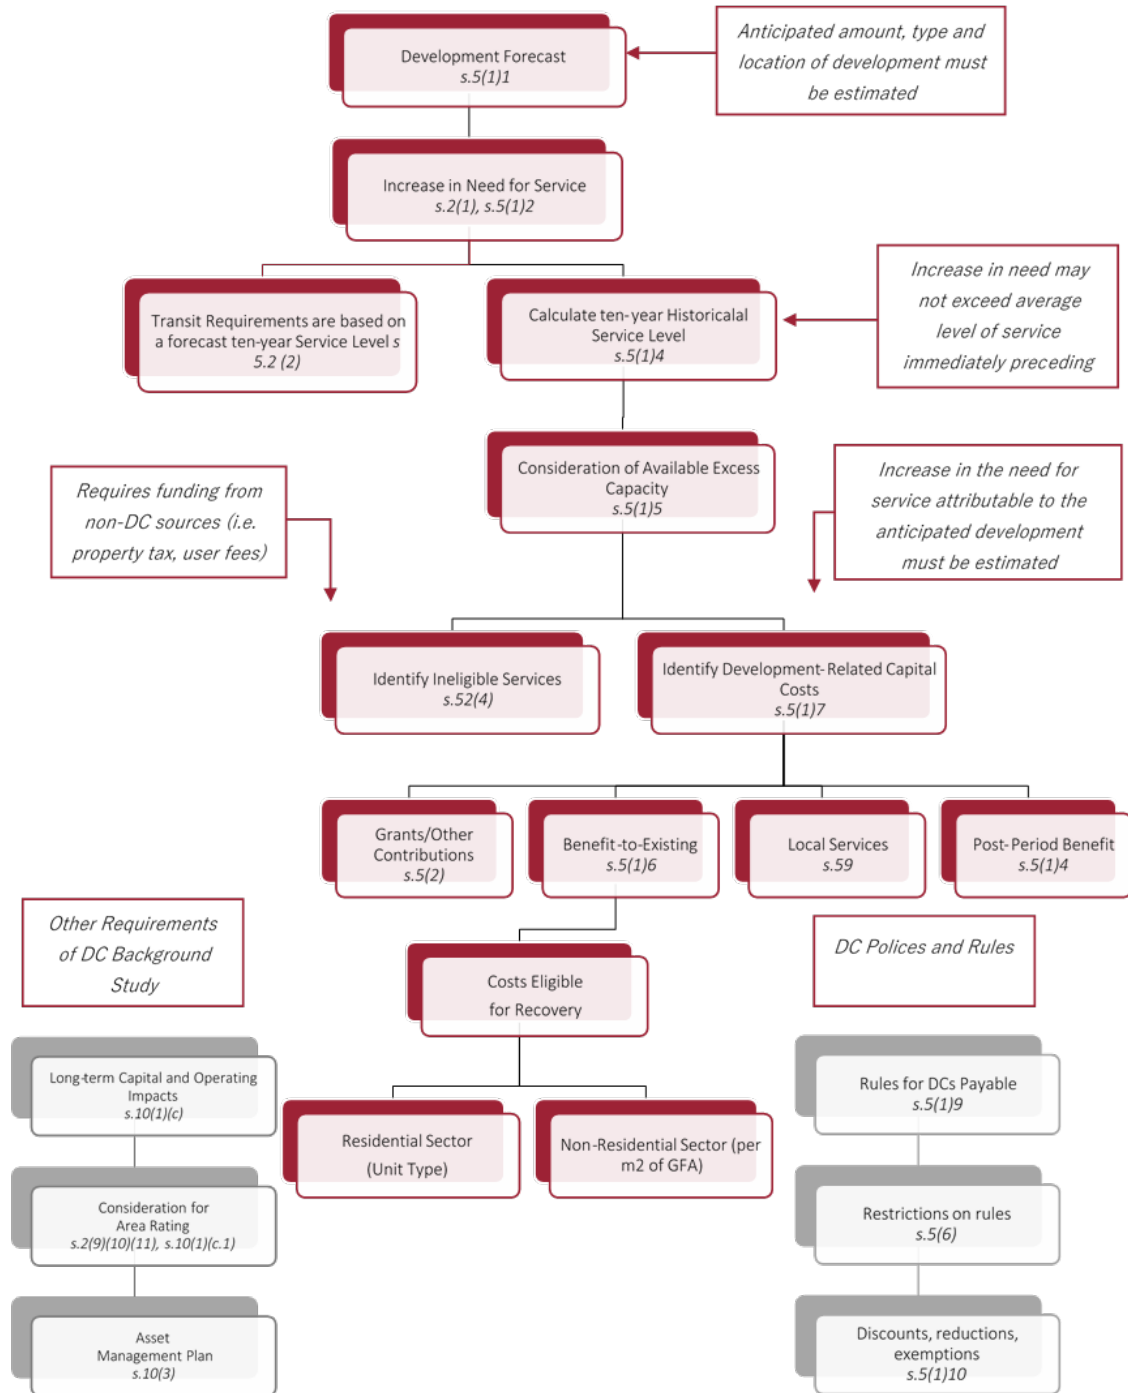 Development Forecast
s.5(1)1
Anticipated amount, type and
location of development must
be estimated
Increase in Need for Service
s.2(1), s.5(1)2
Transit Requirements are based on
a forecast ten-year Service Level s
5.2 (2)
Calculate ten-year Historicalal
Service Level
s.5(1)4
Increase in need may
not exceed average
level of service
immediately preceding
Consideration of Available Excess
Capacity
s.5(1)5
Requires funding from
non-DC sources (i.e.
property tax, user fees)
Increase in the need for
service attributable to the
anticipated development
must be estimated
Identify Ineligible Services
s.52(4)
Identify Development-Related Capital
Costs
s.5(1)7
Grants/Other
Contributions
s.5(2)
Benefit-to-Existing
s.5(1)6
Local Services
s.59
Post-Period Benefit
s.5(1)4
Other Requirements
of DC Background
Study
DC Polices and Rules
Costs Eligible
for Recovery
Long-term Capital and Operating
Impacts
s.10(1)(c)
Rules for DCs Payable
s.5(1)9
Residential Sector
(Unit Type)
Non-Residential Sector (per
m2 of GFA)
Consideration for
Area Rating
s.2(9)(10)(11), s.10(1)(c.1)
Restrictions on rules
s.5(6)
Asset
Management Plan
s.10(3)
Discounts, reductions,
exemptions
s.5(1)10